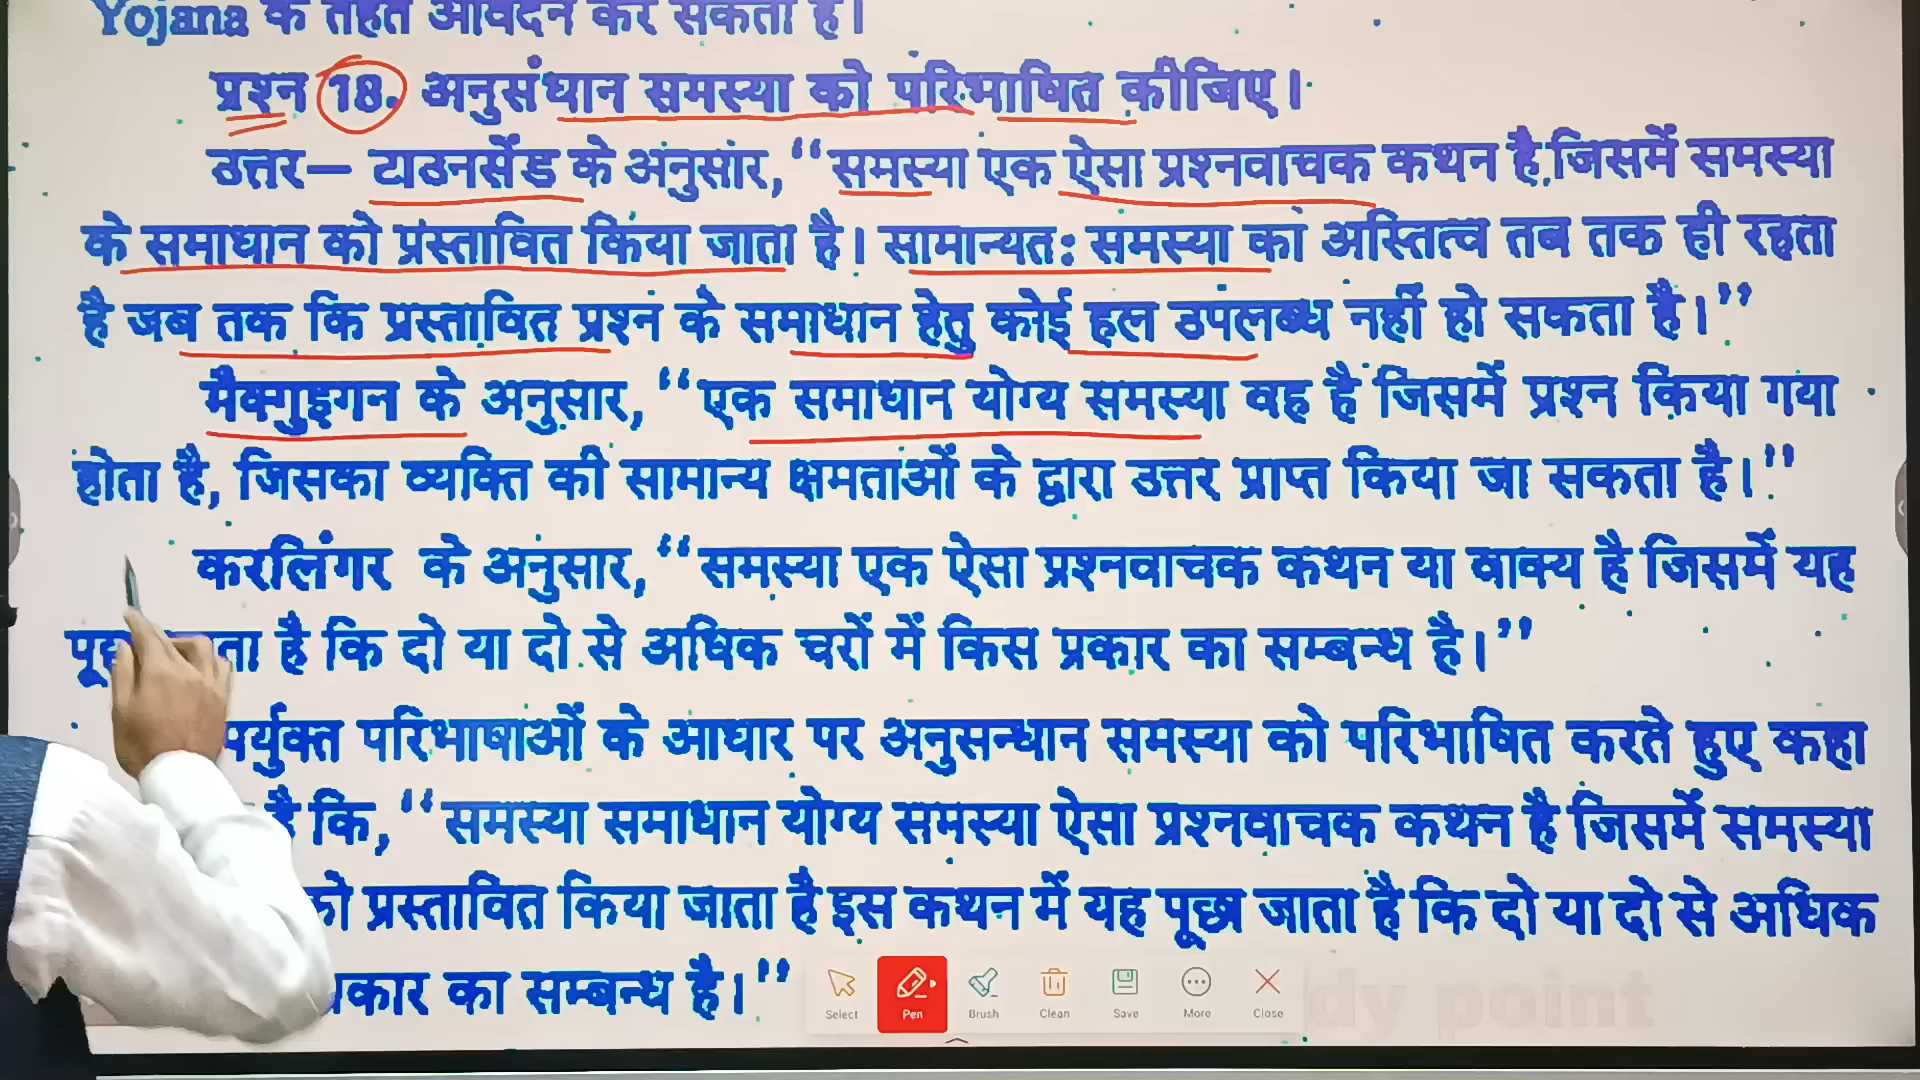 Yojana के तहत आवेदन कर सकता है।
प्रश्न 18. अनुसंधान समस्या को परिभाषित कीजिए।
उत्तर— टाउनसेंड के अनुसार, “समस्या एक ऐसा प्रश्नवाचक कथन है, जिसमें समस्या
के समाधान को प्रस्तावित किया जाता है। सामान्यतः समस्या का अस्तित्व तब तक ही रहता
है जब तक कि प्रस्तावित प्रश्न के समाधान हेतु कोई हल उपलब्ध नहीं हो सकता है।”
मैक्गुइगन के अनुसार, “एक समाधान योग्य समस्या वह है जिसमें प्रश्न किया गया
होता है, जिसका व्यक्ति की सामान्य क्षमताओं के द्वारा उत्तर प्राप्त किया जा सकता है।”
करलिंगर के अनुसार, “समस्या एक ऐसा प्रश्नवाचक कथन या वाक्य है जिसमें यह
है कि दो या दो से अधिक चरों में किस प्रकार का सम्बन्ध है।”
परिभाषाओं के आधार पर अनुसन्धान समस्या को परिभाषित करते हुए कहा
है कि, “समस्या समाधान योग्य समस्या ऐसा प्रश्नवाचक कथन है जिसमें समस्या
को प्रस्तावित किया जाता है इस कथन में यह पूछा जाता है कि दो या दो से अधिक
का सम्बन्ध है।”
point
Select Pen Brush Clean Save More Close